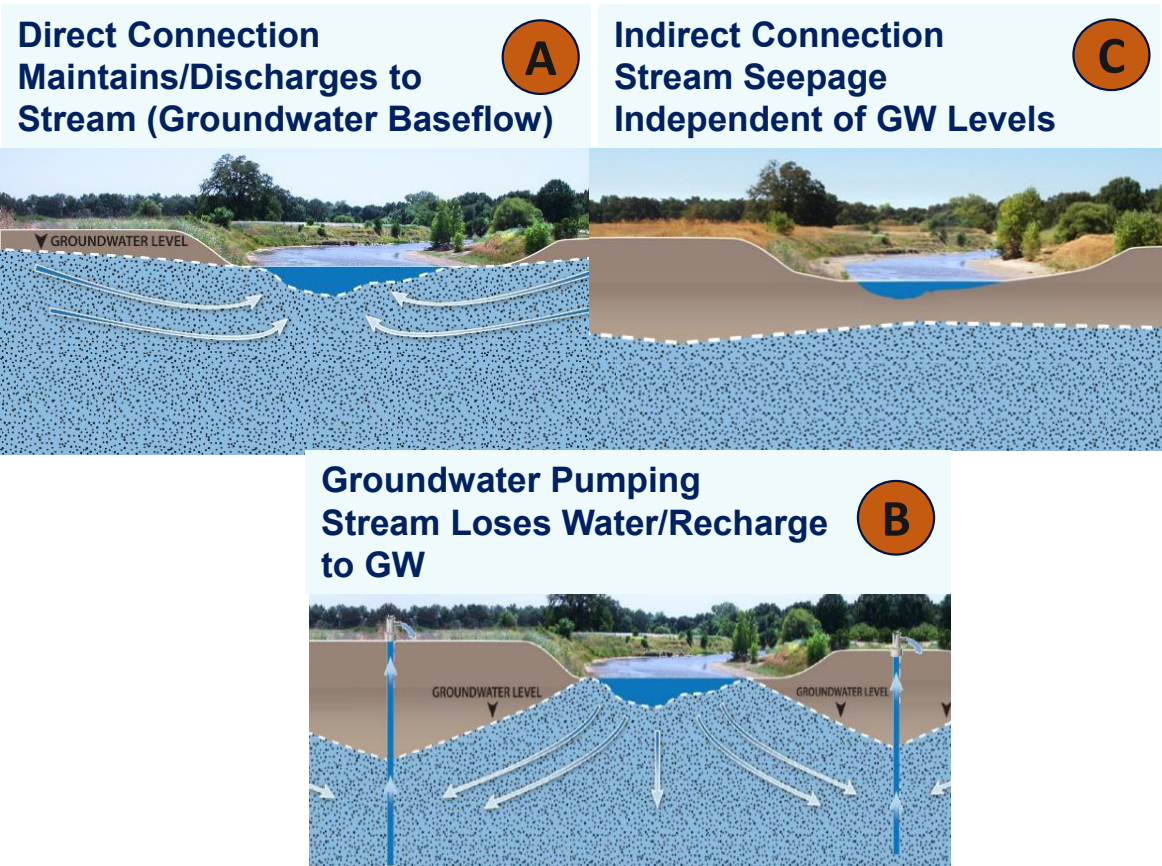 Direct Connection
Maintains/Discharges to
Stream (Groundwater Baseflow)
A
GROUNDWATER LEVEL
Indirect Connection
Stream Seepage
Independent of GW Levels
C
Groundwater Pumping
Stream Loses Water/Recharge
to GW
B
GROUNDWATER LEVEL
GROUNDWATER LEVEL